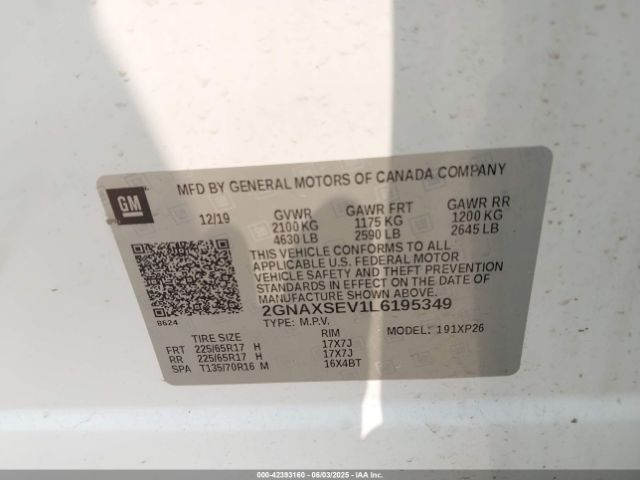 GM
MFD BY GENERAL MOTORS OF CANADA COMPANY
12/19 GVWR GAWR FRT GAWR RR
2100 KG 1175 KG 1200 KG
4630 LB 2590 LB 2645 LB
THIS VEHICLE CONFORMS TO ALL
APPLICABLE U.S. FEDERAL MOTOR
VEHICLE SAFETY AND THEFT PREVENTION
STANDARDS IN EFFECT ON THE DATE OF
MANUFACTURE SHOWN ABOVE.
2GNAXSEV1L6195349
8624 TYPE: M.P.V. MODEL: 191XP26
TIRE SIZE RIM
FRT 225/65R17 H 17X7J
RR 225/65R17 H 17X7J
SPA T135/70R16 M 16X4BT
000-42393160 - 06/03/2025 - IAAI.COM